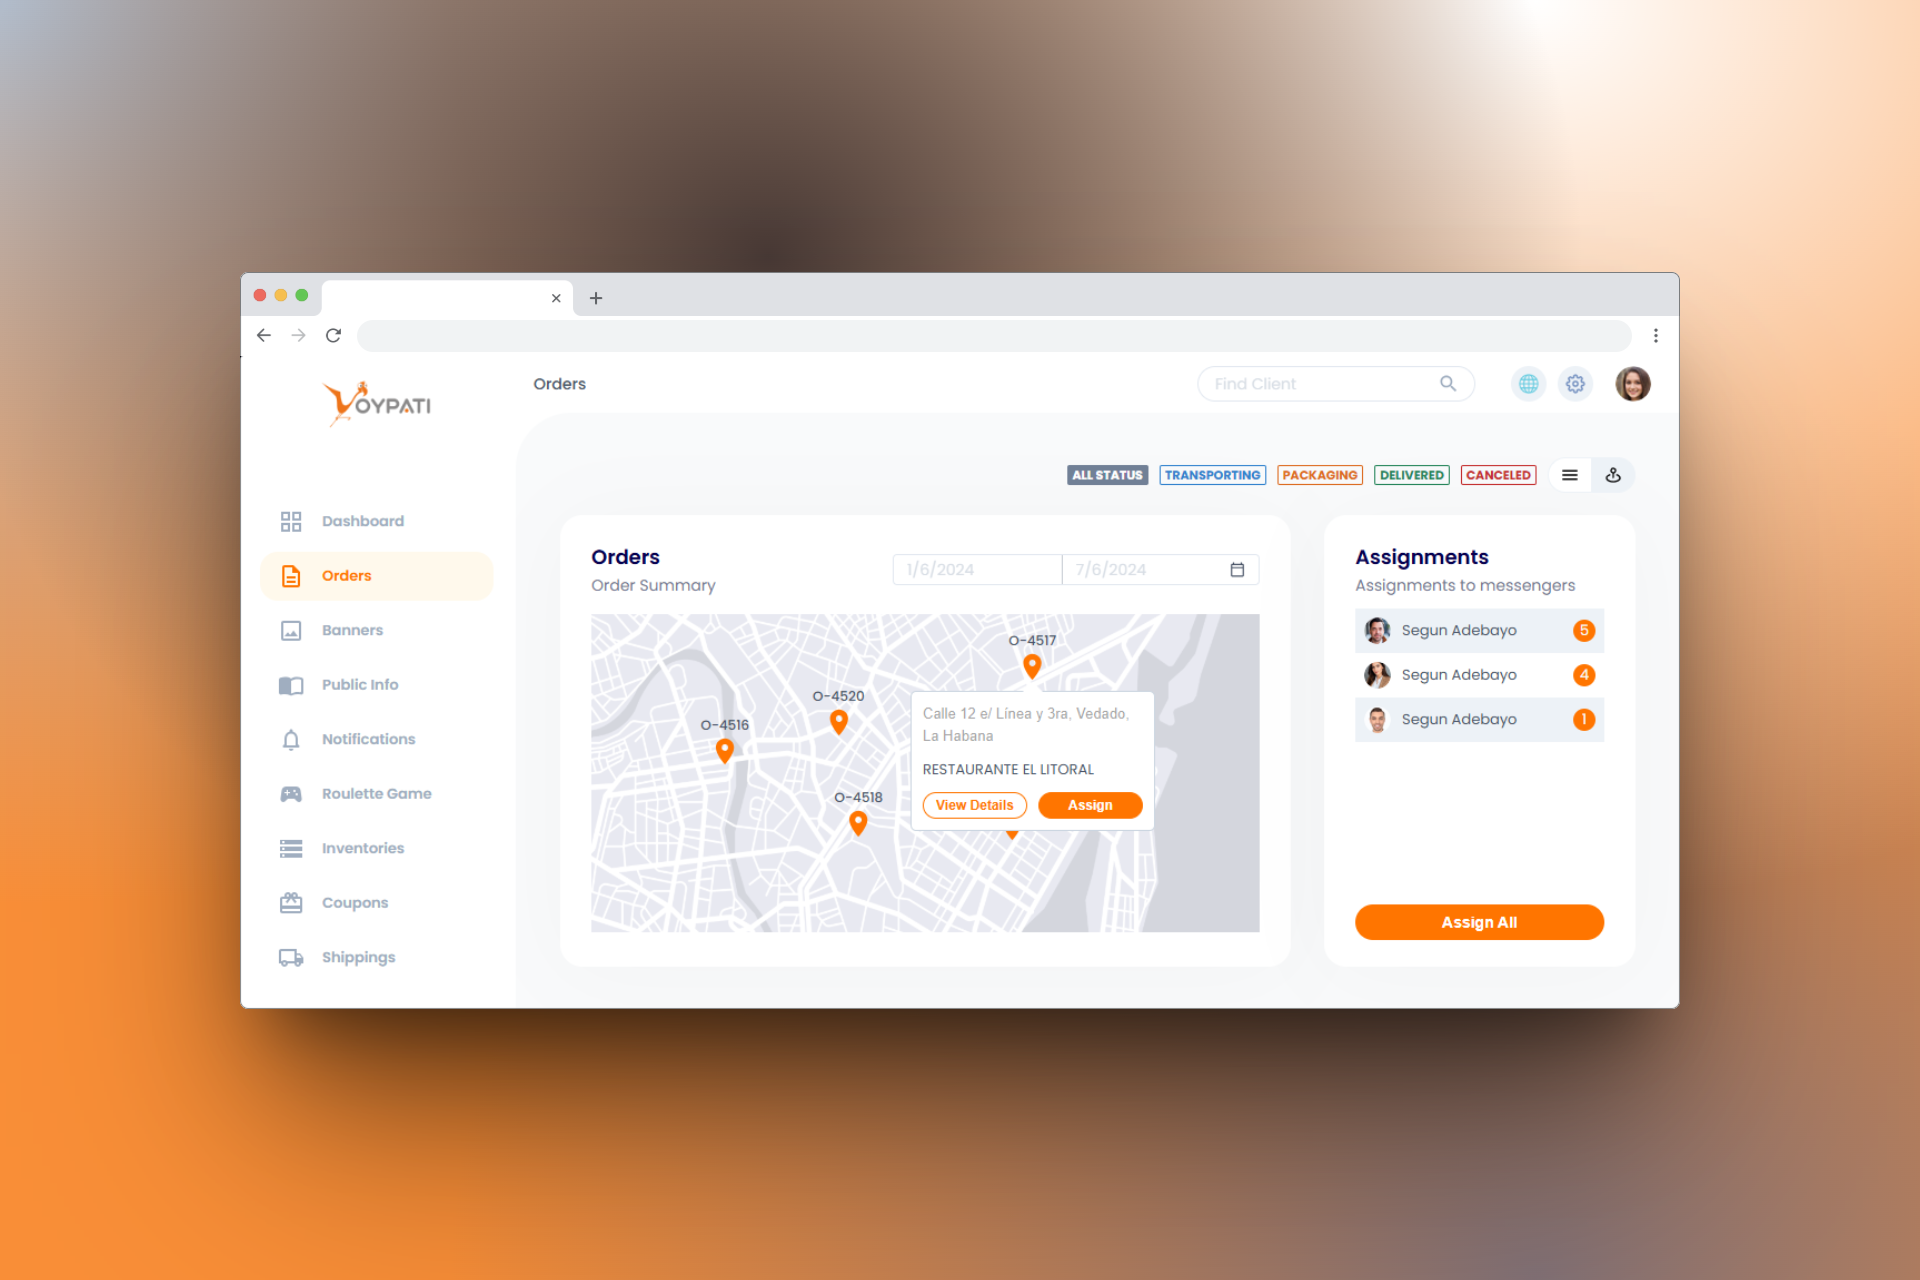 OYPATI
Orders
Find Client
ALL STATUS
TRANSPORTING
PACKAGING
DELIVERED
CANCELED
Dashboard
Orders
Banners
Public Info
Notifications
Roulette Game
Inventories
Coupons
Shippings
Orders
Order Summary
1/6/2024
7/6/2024
O-4517
O-4520
O-4516
O-4518
Calle 12 e/ Línea y 3ra, Vedado,
La Habana
RESTAURANTE EL LITORAL
View Details
Assign
Assignments
Assignments to messengers
Segun Adebayo 5
Segun Adebayo 4
Segun Adebayo 1
Assign All